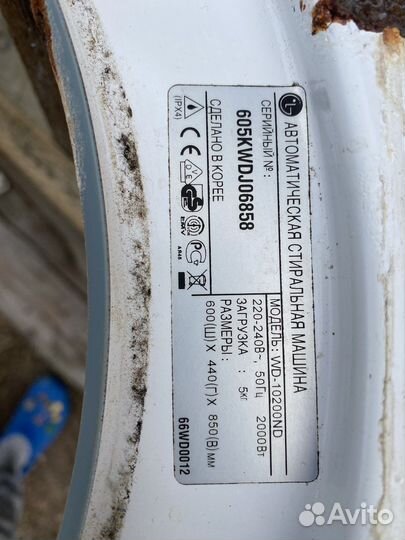 LG АВТОМАТИЧЕСКАЯ СТИРАЛЬНАЯ МАШИНА
СЕРИЙНЫЙ №:
605KWDJ06858
СДЕЛАНО В КОРЕЕ
(IPX4)
МОДЕЛЬ: WD-10200ND
220-240В~, 50Гц 2000Вт
ЗАГРУЗКА : 5кг
РАЗМЕРЫ:
600(Ш)X 440(Г)X 850(В)мм
66WD0012
Avito